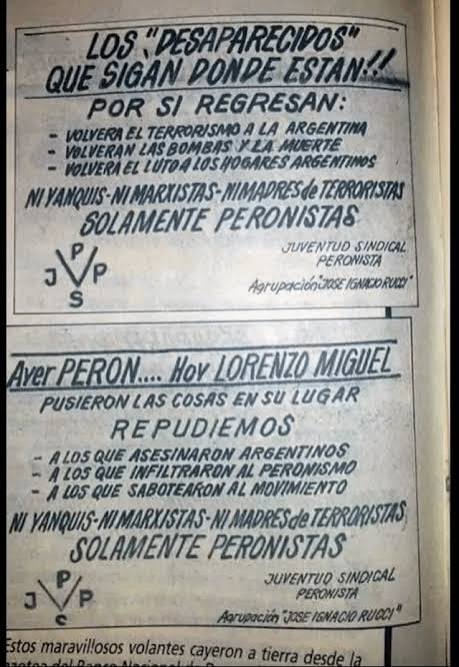 LOS "DESAPARECIDOS"
QUE SIGAN DONDE ESTAN!!
POR SI REGRESAN:
- VOLVERA EL TERRORISMO A LA ARGENTINA
- VOLVERAN LAS BOMBAS Y LA MUERTE
- VOLVERA EL LUTO A LOS HOGARES ARGENTINOS
NI YANQUIS-NI MARXISTAS-NI MADRES de TERRORISTAS
SOLAMENTE PERONISTAS
JUVENTUD SINDICAL
PERONISTA
Agrupación "JOSE IGNACIO RUCCI"
P
J P
S
Ayer PERON.... Hoy LORENZO MIGUEL
PUSIERON LAS COSAS EN SU LUGAR
REPUDIEMOS
- A LOS QUE ASESINARON ARGENTINOS
- A LOS QUE INFILTRARON AL PERONISMO
- A LOS QUE SABOTEARON AL MOVIMIENTO
NI YANQUIS-NI MARXISTAS-NI MADRES de TERRORISTAS
SOLAMENTE PERONISTAS
JUVENTUD SINDICAL
PERONISTA
Agrupación "JOSE IGNACIO RUCCI"
P
J P
S
Estos maravillosos volantes cayeron a tierra desde la
del Banco Nacional de